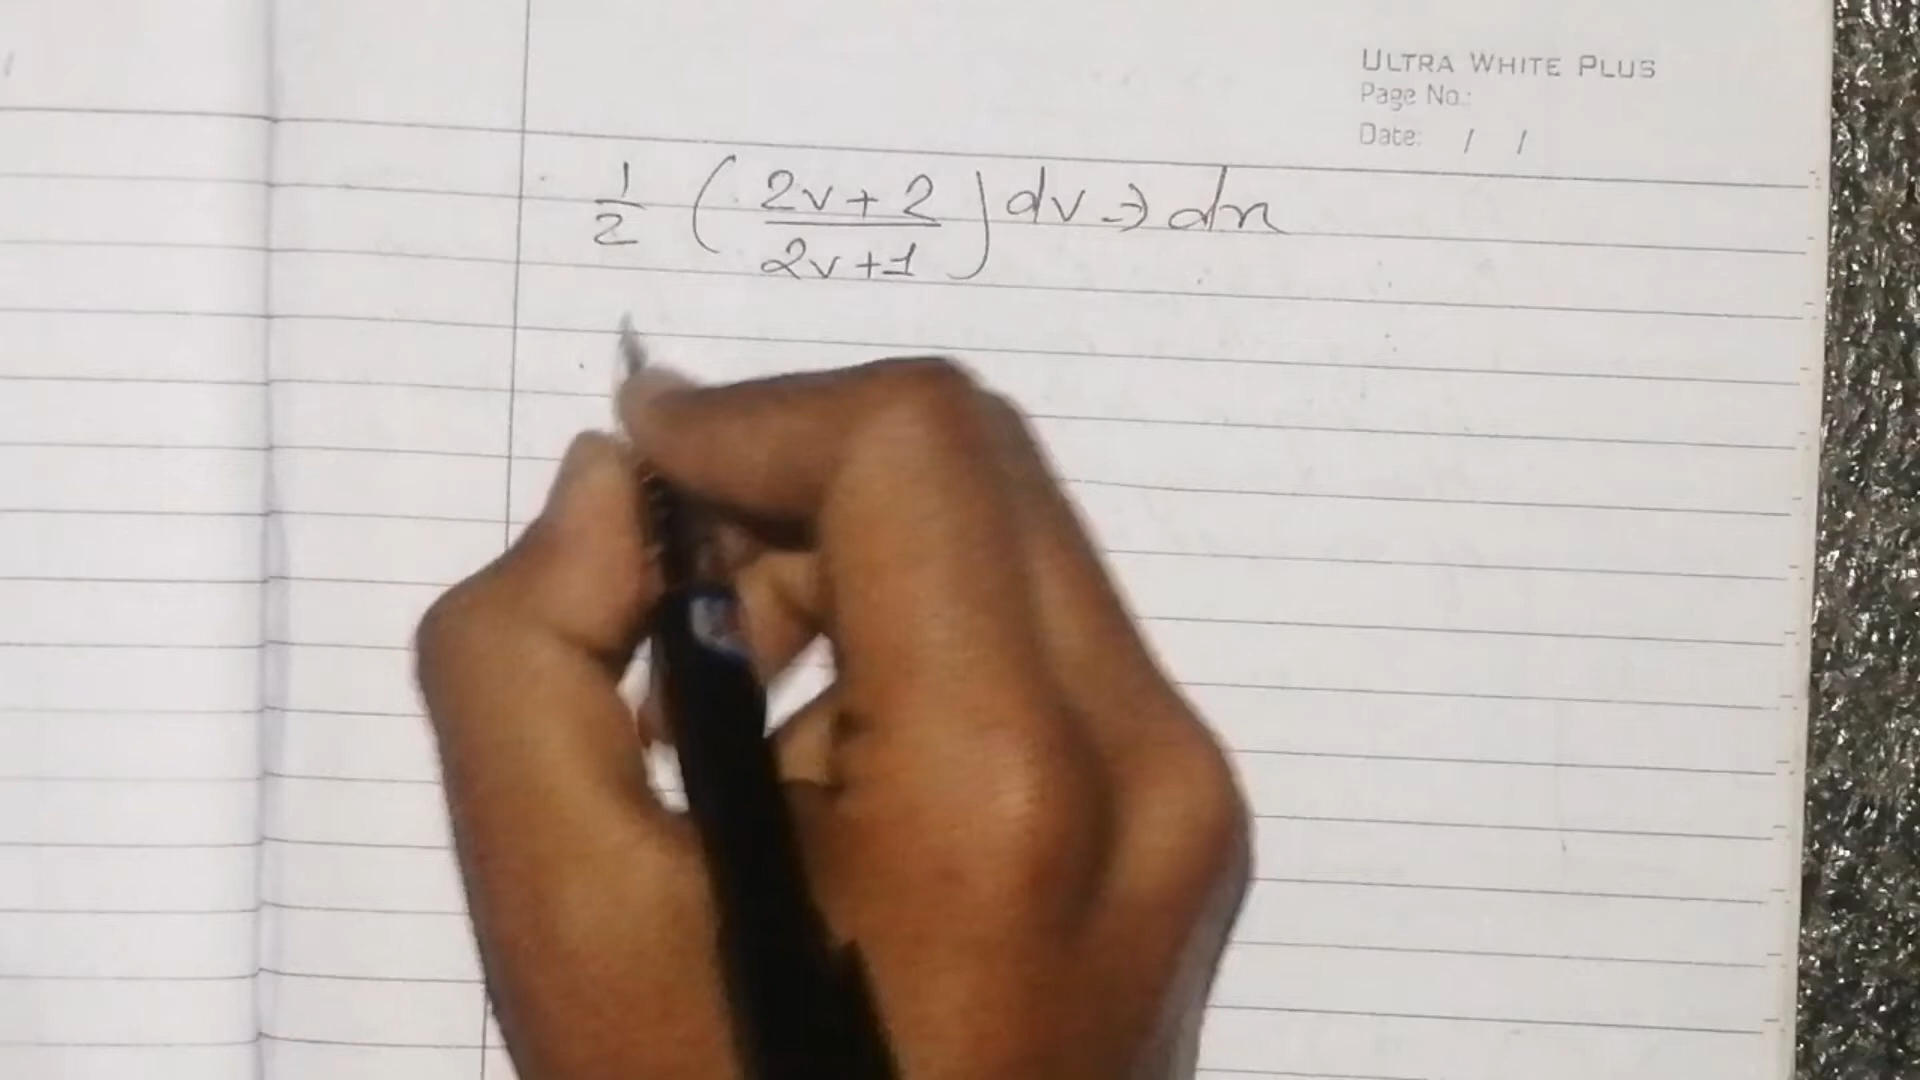 ULTRA WHITE PLUS
Page No.:
Date: / /
1/2 ( (2v+2)/(2v+1) ) dv → dx